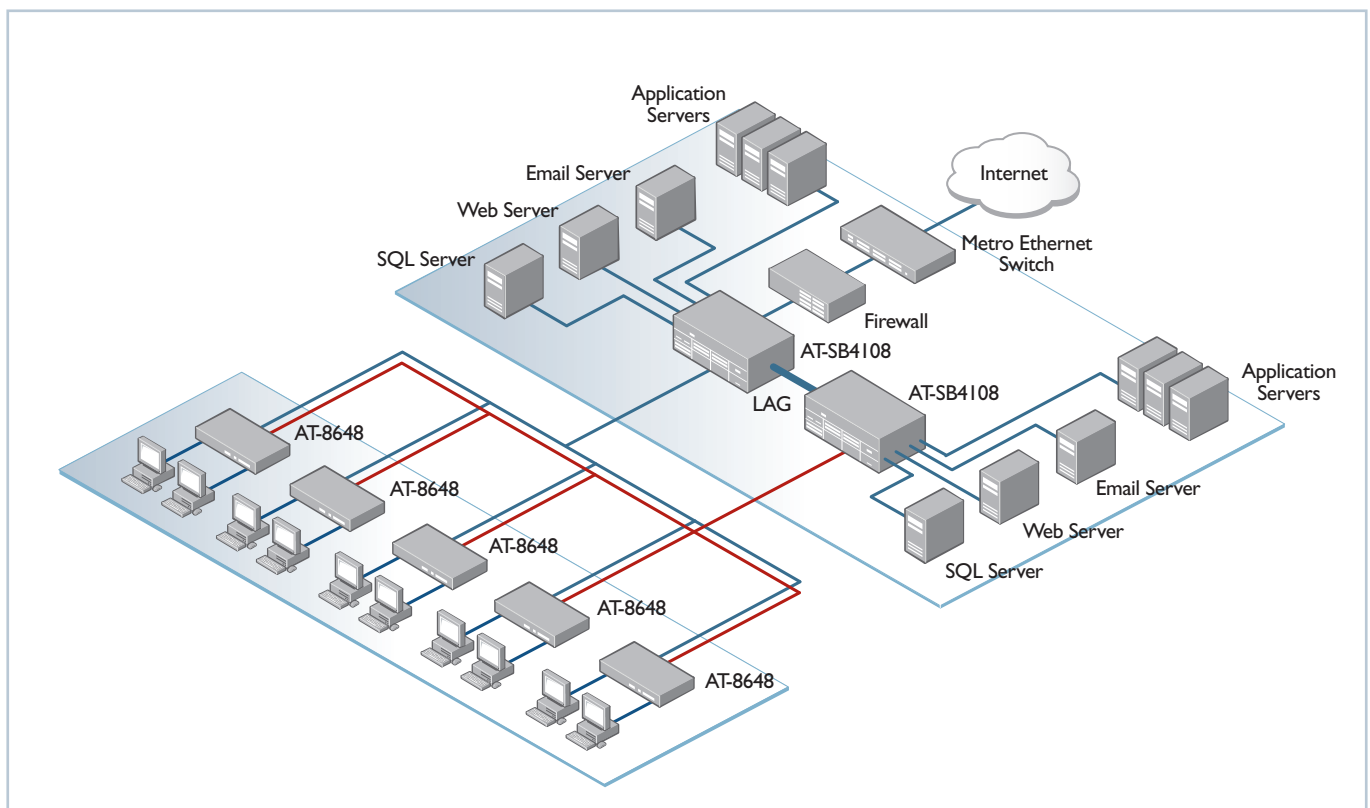 Application
Servers
Internet
Email Server
Web Server
Metro Ethernet
Switch
SQL Server
Firewall
AT-SB4108
LAG
AT-SB4108
Application
Servers
AT-8648
AT-8648
Email Server
Web Server
AT-8648
SQL Server
AT-8648
AT-8648